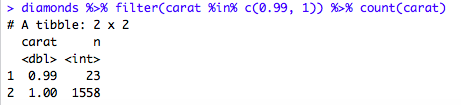 > diamonds %>% filter(carat %in% c(0.99, 1)) %>% count(carat)
# A tibble: 2 x 2
  carat     n
  <dbl> <int>
1  0.99    23
2  1.00  1558